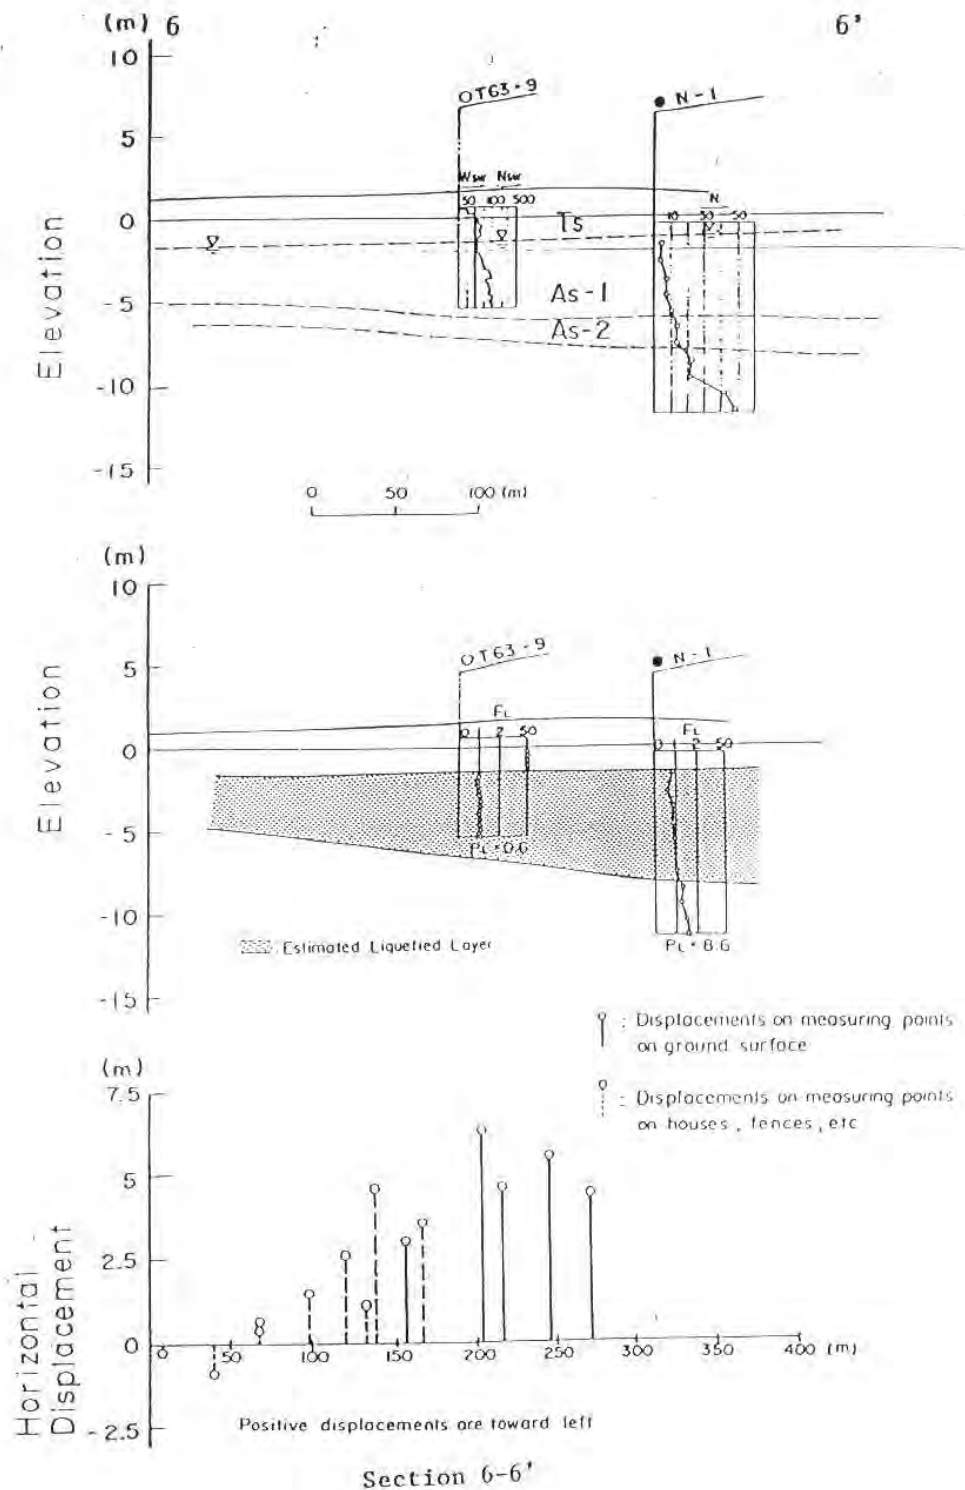 (m) 6 6'
10
5
0
-5
-10
-15
Elevation
OT63-9
N-1
Wsw Nsw
50 100 500
N
10 30 50
Ts
As-1
As-2
0 50 100 (m)
(m)
10
5
0
-5
-10
-15
Elevation
OT63-9
N-1
FL
0 2 50
FL
0 2 50
PL = 0.6
PL = 8.6
: Estimated Liquefied Layer
: Displacements on measuring points
on ground surface
: Displacements on measuring points
on houses, fences, etc
(m)
7.5
5
2.5
0
-2.5
Horizontal
Displacement
0 50 100 150 200 250 300 350 400 (m)
Positive displacements are toward left
Section 6-6'